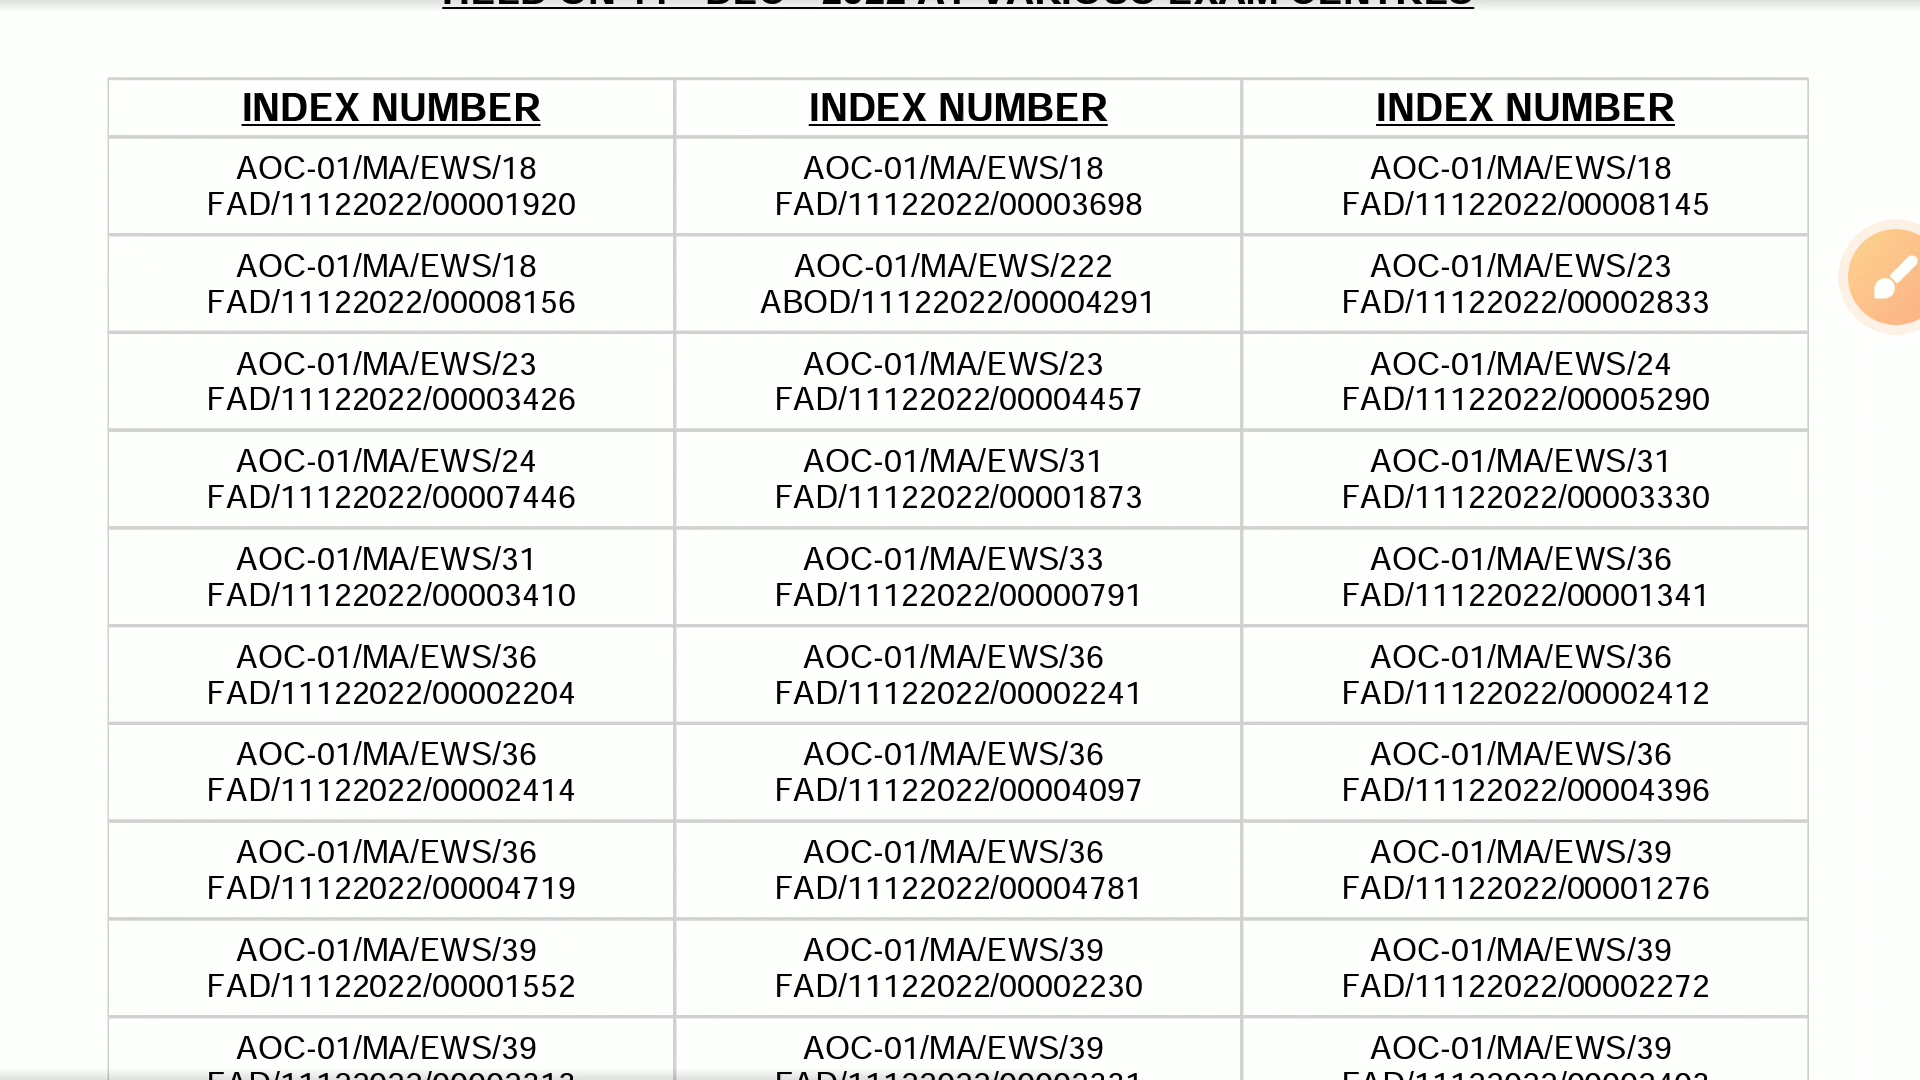 HELD ON 11 DEC 2022 AT VARIOUS EXAM CENTRES
INDEX NUMBER INDEX NUMBER INDEX NUMBER
AOC-01/MA/EWS/18 AOC-01/MA/EWS/18 AOC-01/MA/EWS/18
FAD/11122022/00001920 FAD/11122022/00003698 FAD/11122022/00008145
AOC-01/MA/EWS/18 AOC-01/MA/EWS/222 AOC-01/MA/EWS/23
FAD/11122022/00008156 ABOD/11122022/00004291 FAD/11122022/00002833
AOC-01/MA/EWS/23 AOC-01/MA/EWS/23 AOC-01/MA/EWS/24
FAD/11122022/00003426 FAD/11122022/00004457 FAD/11122022/00005290
AOC-01/MA/EWS/24 AOC-01/MA/EWS/31 AOC-01/MA/EWS/31
FAD/11122022/00007446 FAD/11122022/00001873 FAD/11122022/00003330
AOC-01/MA/EWS/31 AOC-01/MA/EWS/33 AOC-01/MA/EWS/36
FAD/11122022/00003410 FAD/11122022/00000791 FAD/11122022/00001341
AOC-01/MA/EWS/36 AOC-01/MA/EWS/36 AOC-01/MA/EWS/36
FAD/11122022/00002204 FAD/11122022/00002241 FAD/11122022/00002412
AOC-01/MA/EWS/36 AOC-01/MA/EWS/36 AOC-01/MA/EWS/36
FAD/11122022/00002414 FAD/11122022/00004097 FAD/11122022/00004396
AOC-01/MA/EWS/36 AOC-01/MA/EWS/36 AOC-01/MA/EWS/39
FAD/11122022/00004719 FAD/11122022/00004781 FAD/11122022/00001276
AOC-01/MA/EWS/39 AOC-01/MA/EWS/39 AOC-01/MA/EWS/39
FAD/11122022/00001552 FAD/11122022/00002230 FAD/11122022/00002272
AOC-01/MA/EWS/39 AOC-01/MA/EWS/39 AOC-01/MA/EWS/39